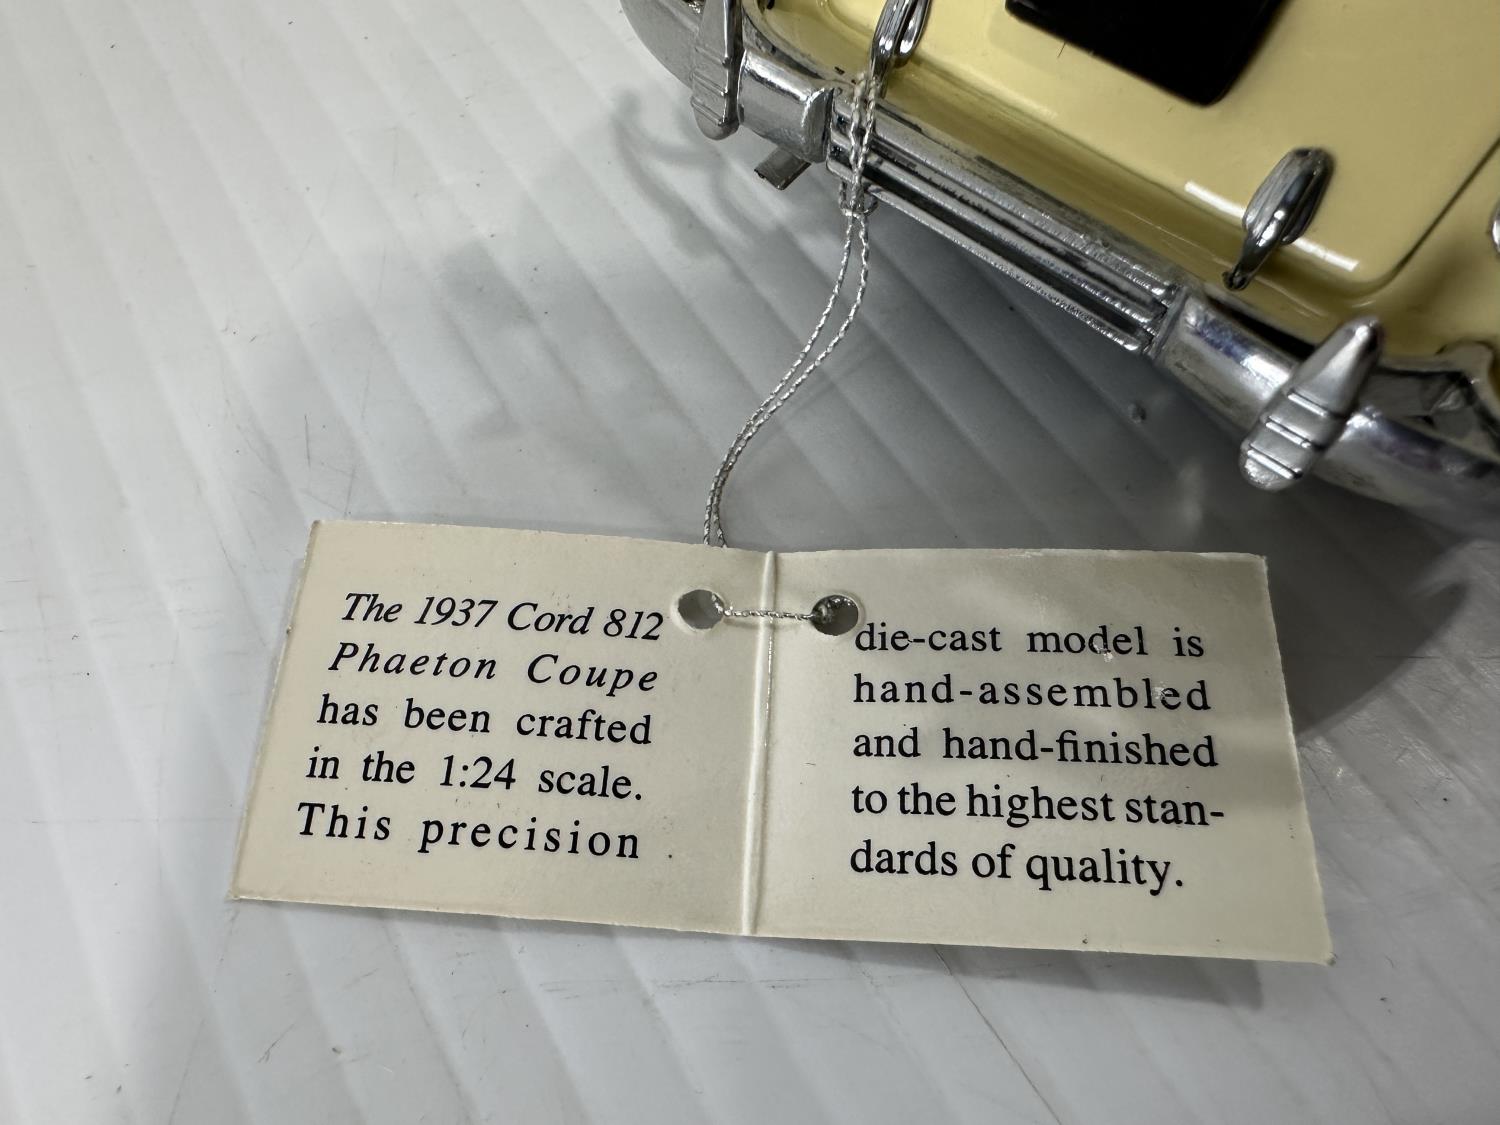 The 1937 Cord 812
Phaeton Coupe
has been crafted
in the 1:24 scale.
This precision
die-cast model is
hand-assembled
and hand-finished
to the highest stan-
dards of quality.